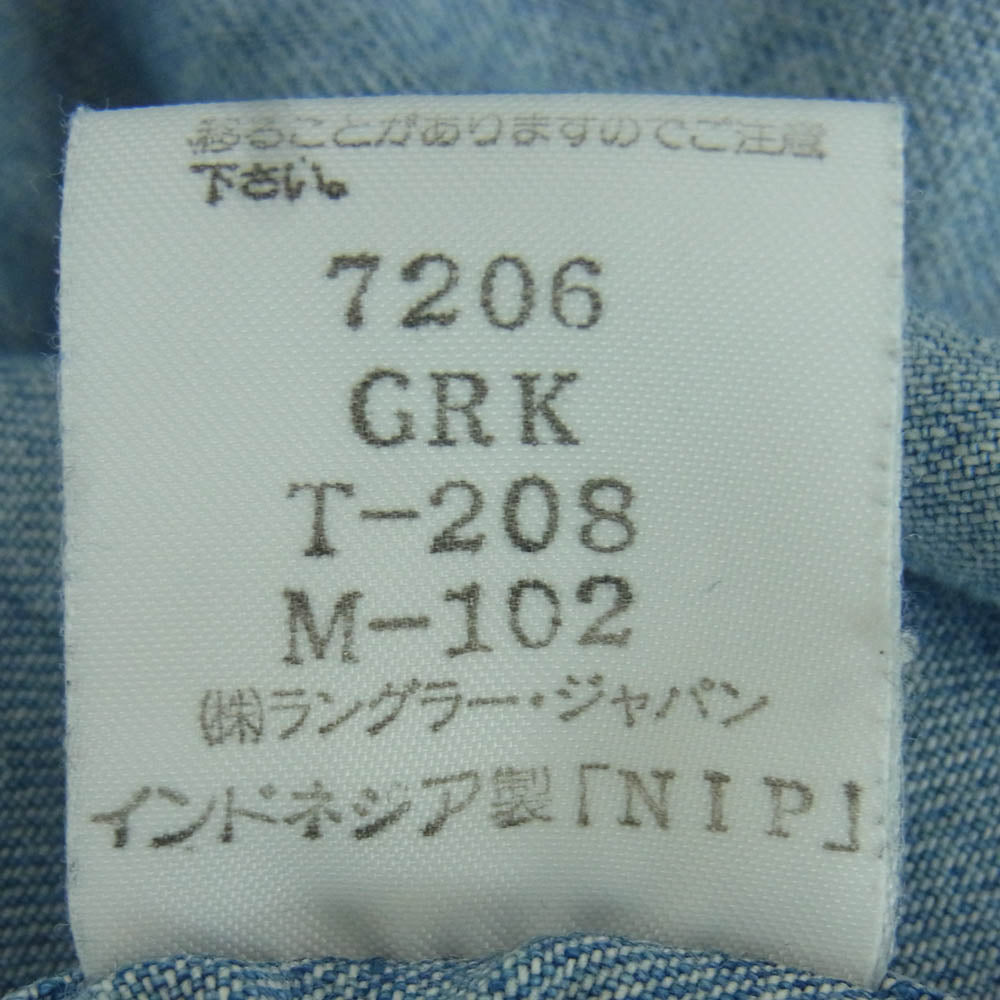 移ることがありますのでご注意
下さい。
7206
GRK
T-208
M-102
(株)ラングラー・ジャパン
インドネシア製「NIP」